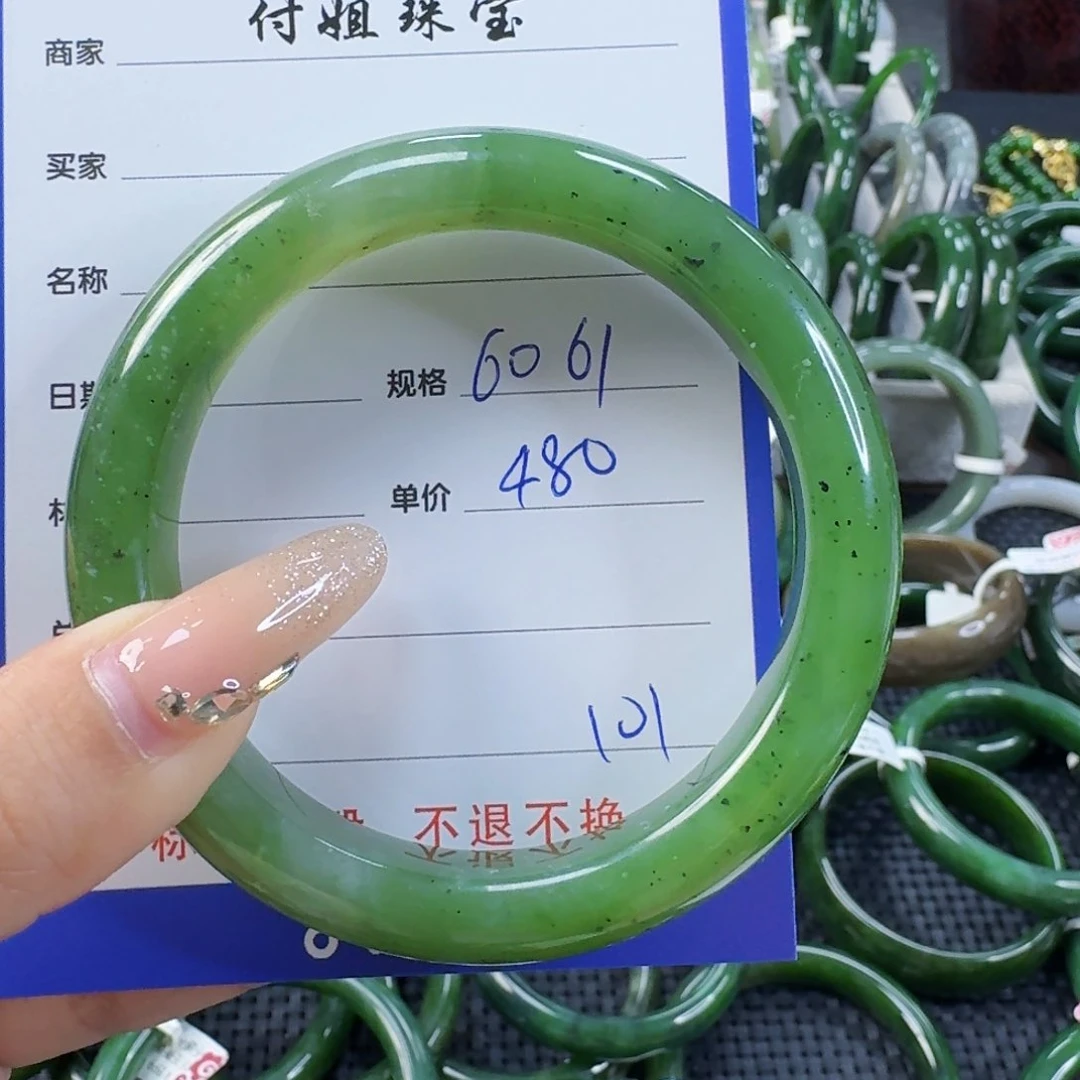 付姐珠宝
商家
买家
名称
规格 60 61
单价 480
101
不退不换